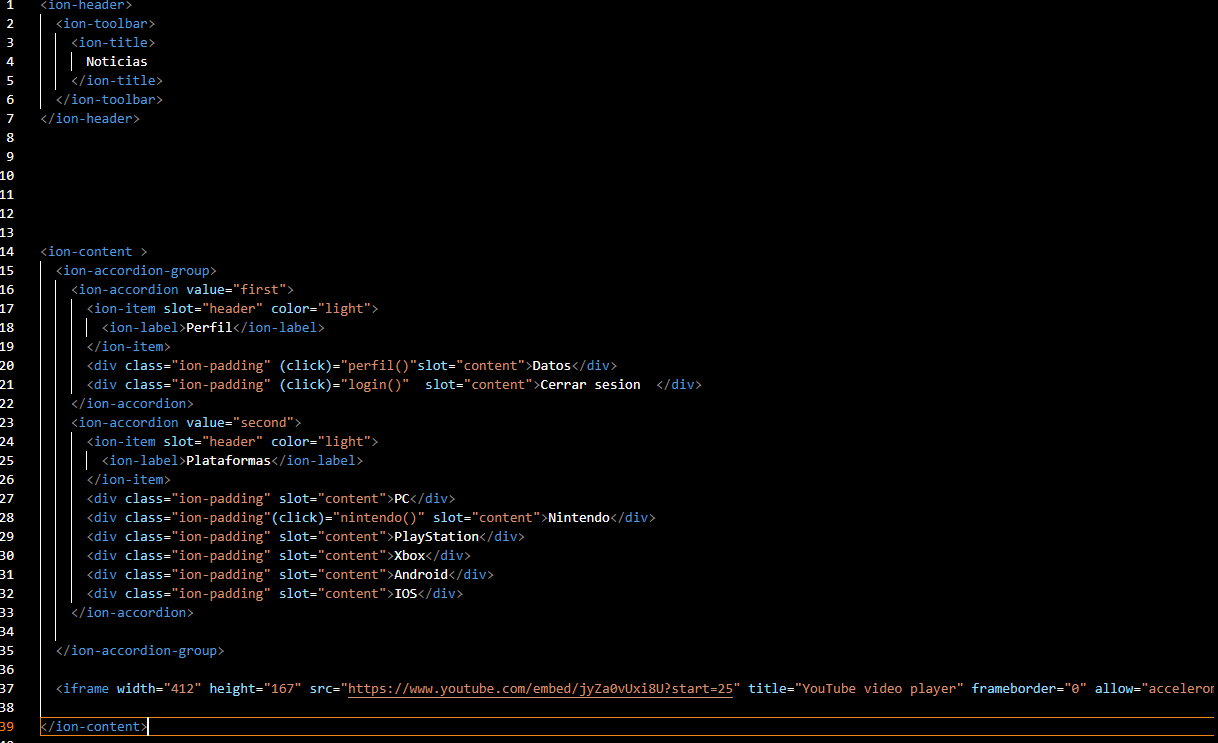 1 <ion-header>
2 <ion-toolbar>
3 <ion-title>
4 Noticias
5 </ion-title>
6 </ion-toolbar>
7 </ion-header>
8
9
10
11
12
13
14 <ion-content >
15 <ion-accordion-group>
16 <ion-accordion value="first">
17 <ion-item slot="header" color="light">
18 <ion-label>Perfil</ion-label>
19 </ion-item>
20 <div class="ion-padding" (click)="perfil()"slot="content">Datos</div>
21 <div class="ion-padding" (click)="login()"  slot="content">Cerrar sesion  </div>
22 </ion-accordion>
23 <ion-accordion value="second">
24 <ion-item slot="header" color="light">
25 <ion-label>Plataformas</ion-label>
26 </ion-item>
27 <div class="ion-padding" slot="content">PC</div>
28 <div class="ion-padding"(click)="nintendo()" slot="content">Nintendo</div>
29 <div class="ion-padding" slot="content">PlayStation</div>
30 <div class="ion-padding" slot="content">Xbox</div>
31 <div class="ion-padding" slot="content">Android</div>
32 <div class="ion-padding" slot="content">IOS</div>
33 </ion-accordion>
34
35 </ion-accordion-group>
36
37 <iframe width="412" height="167" src="https://www.youtube.com/embed/jyZa0vUxi8U?start=25" title="YouTube video player" frameborder="0" allow="acceleror
38
39 </ion-content>